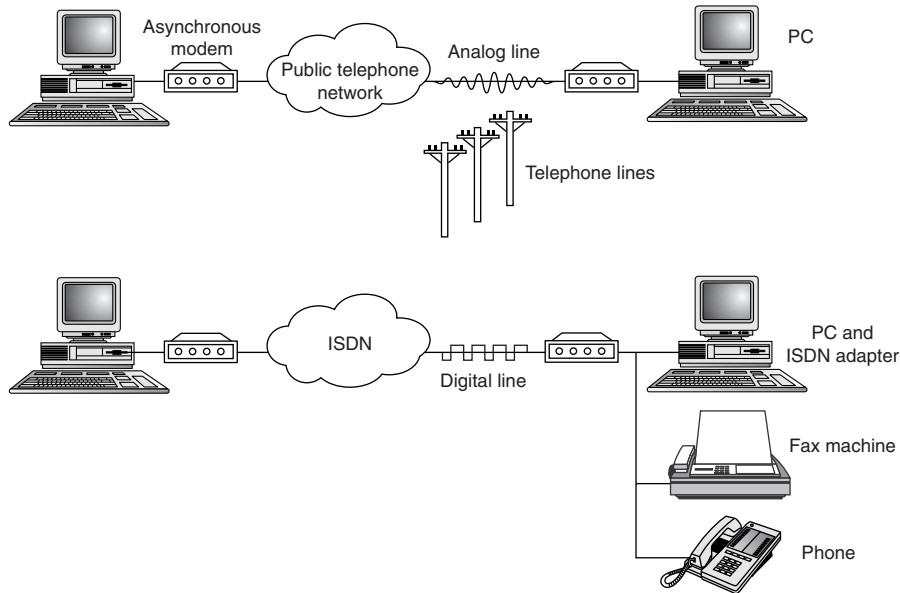 Asynchronous
modem
Public telephone
network
Analog line
PC
Telephone lines
ISDN
Digital line
PC and
ISDN adapter
Fax machine
Phone